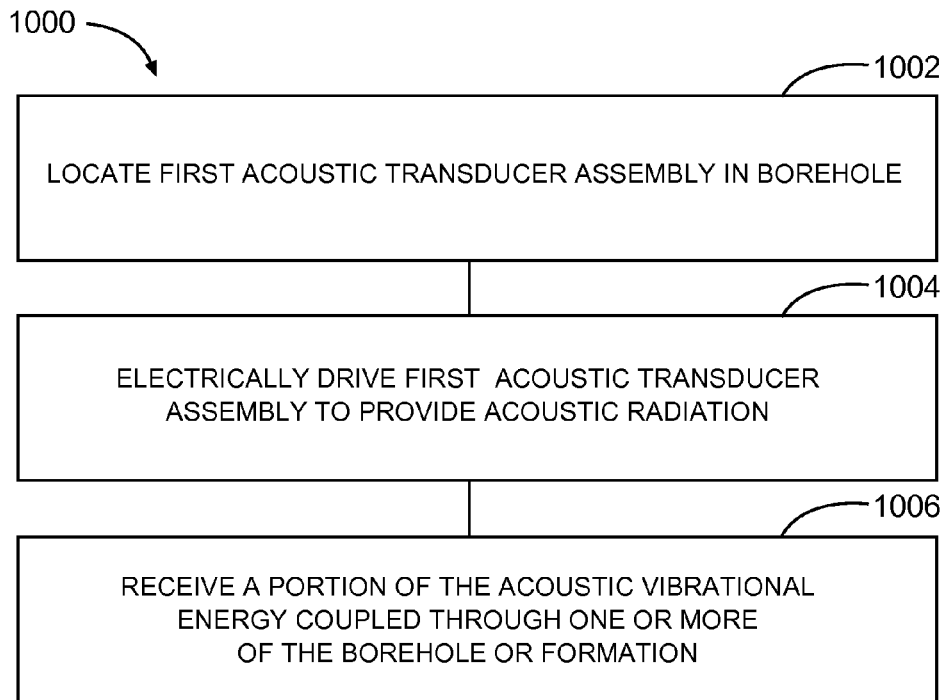 1000
1002
LOCATE FIRST ACOUSTIC TRANSDUCER ASSEMBLY IN BOREHOLE
1004
ELECTRICALLY DRIVE FIRST ACOUSTIC TRANSDUCER
ASSEMBLY TO PROVIDE ACOUSTIC RADIATION
1006
RECEIVE A PORTION OF THE ACOUSTIC VIBRATIONAL
ENERGY COUPLED THROUGH ONE OR MORE
OF THE BOREHOLE OR FORMATION